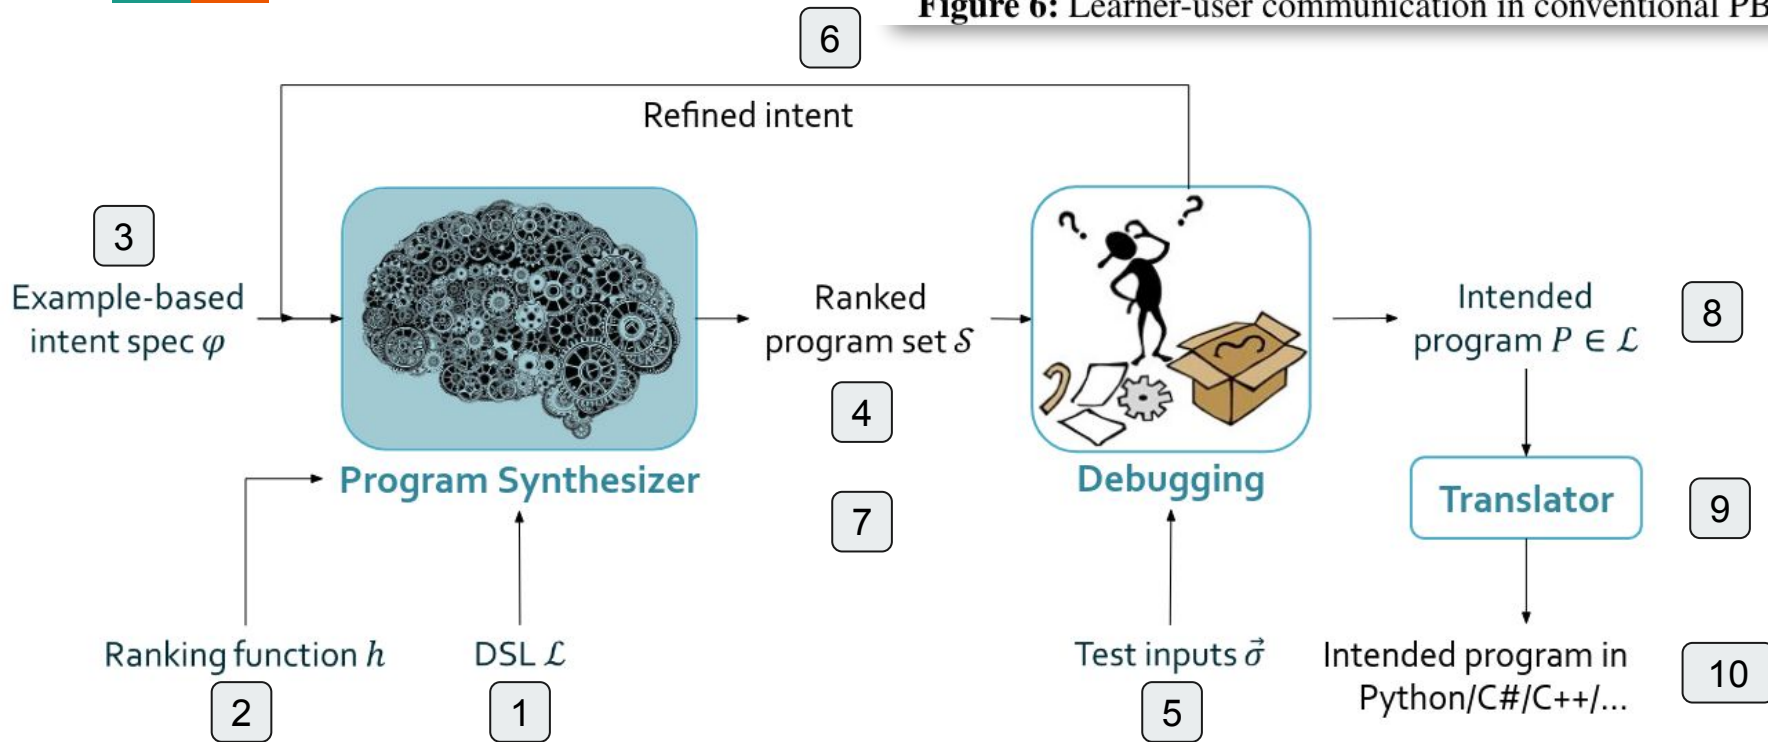 Figure 6: Learner-user communication in conventional PB
6
Refined intent
3
Example-based
intent spec φ
Ranked
program set 𝒮
Intended
program P ∈ ℒ
8
4
7
Program Synthesizer
Debugging
Translator
9
Ranking function h
DSL ℒ
Test inputs σ⃗
Intended program in
Python/C#/C++/...
2
1
5
10